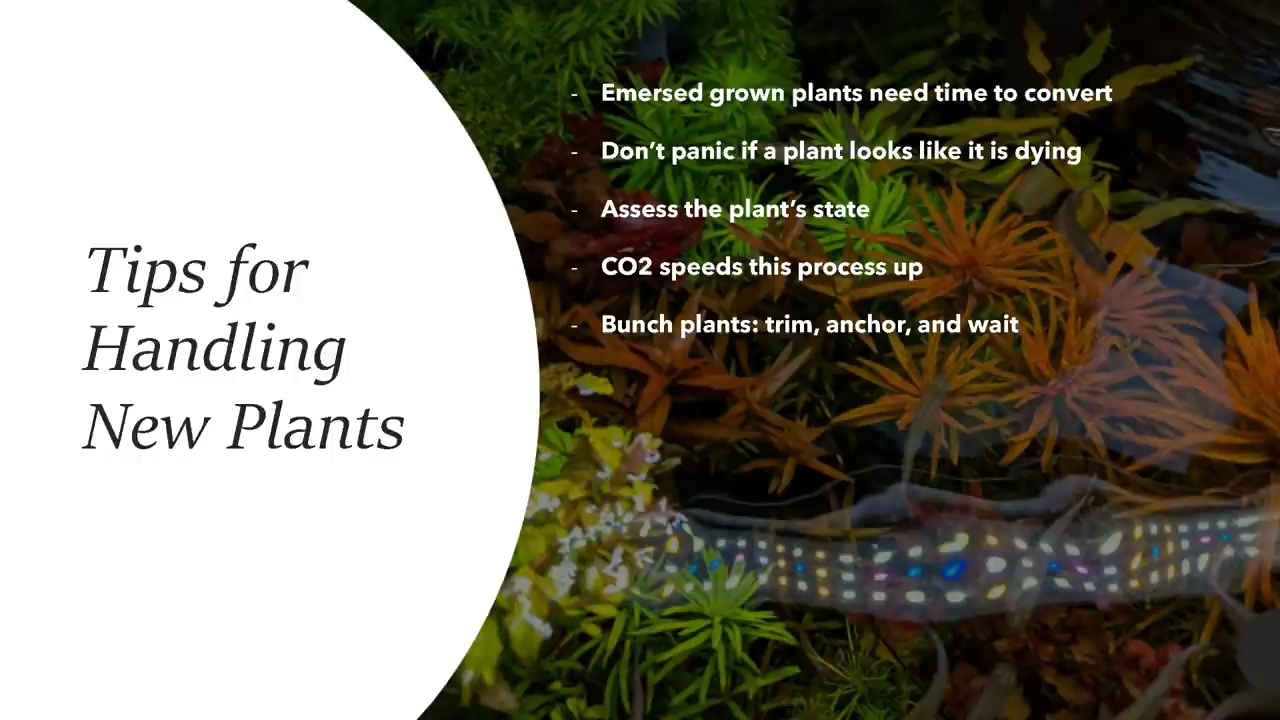 Tips for
Handling
New Plants
- Emersed grown plants need time to convert
- Don’t panic if a plant looks like it is dying
- Assess the plant’s state
- CO2 speeds this process up
- Bunch plants: trim, anchor, and wait